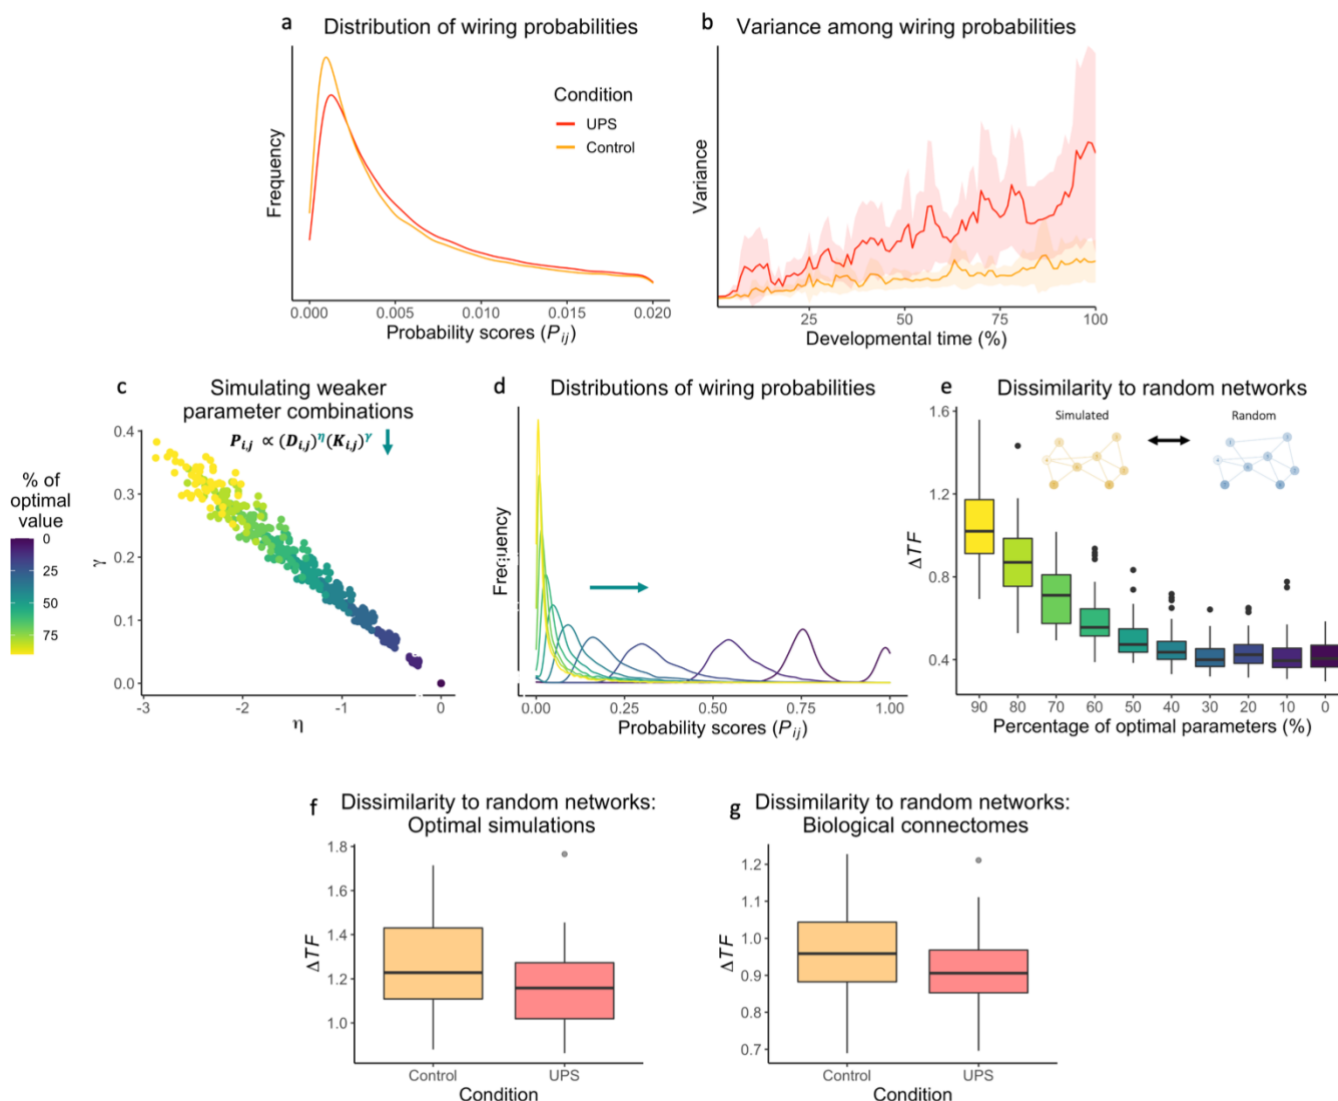 a Distribution of wiring probabilities
Frequency
Condition
UPS
Control
0.000 0.005 0.010 0.015 0.020
Probability scores (P_ij)
b Variance among wiring probabilities
Variance
25 50 75 100
Developmental time (%)
c Simulating weaker
parameter combinations
P_i,j ∝ (D_i,j)^η (K_i,j)^γ
% of
optimal
value
0
25
50
75
γ
0.4
0.3
0.2
0.1
0.0
-3 -2 -1 0
η
d Distributions of wiring probabilities
Frequency
0.00 0.25 0.50 0.75 1.00
Probability scores (P_ij)
e Dissimilarity to random networks
Simulated Random
ΔTF
1.6
1.2
0.8
0.4
90 80 70 60 50 40 30 20 10 0
Percentage of optimal parameters (%)
f Dissimilarity to random networks:
Optimal simulations
ΔTF
1.8
1.6
1.4
1.2
1.0
Control UPS
Condition
g Dissimilarity to random networks:
Biological connectomes
ΔTF
1.2
1.1
1.0
0.9
0.8
0.7
Control UPS
Condition